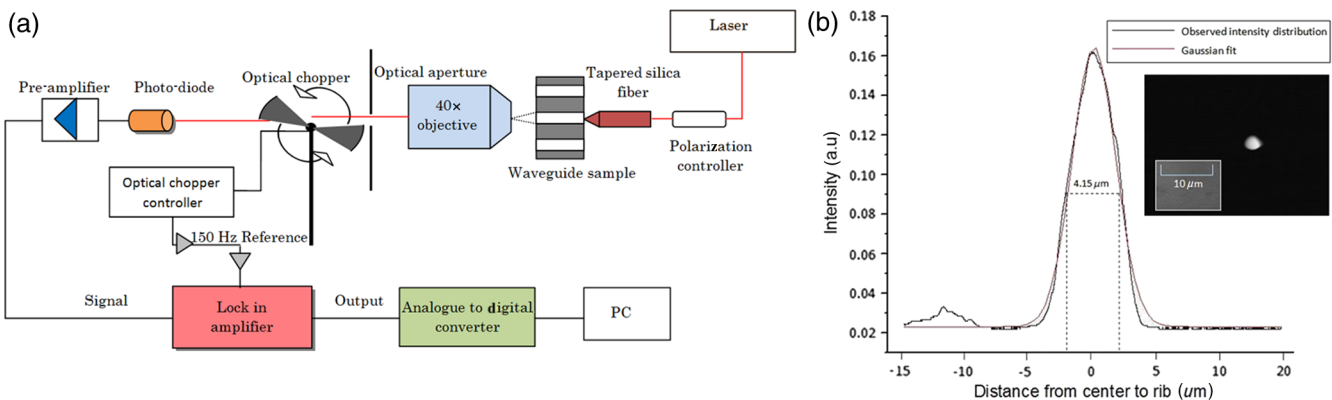 (a)
Laser
Optical chopper
Optical aperture
Tapered silica
fiber
Pre-amplifier
Photo-diode
40×
objective
Polarization
controller
Waveguide sample
Optical chopper
controller
150 Hz Reference
Signal
Lock in
amplifier
Output
Analogue to digital
converter
PC
(b)
0.18
0.16
0.14
0.12
0.10
0.08
0.06
0.04
0.02
Intensity (a.u)
Observed intensity distribution
Gaussian fit
4.15 μm
10 μm
-15
-10
-5
0
5
10
15
20
Distance from center to rib (um)